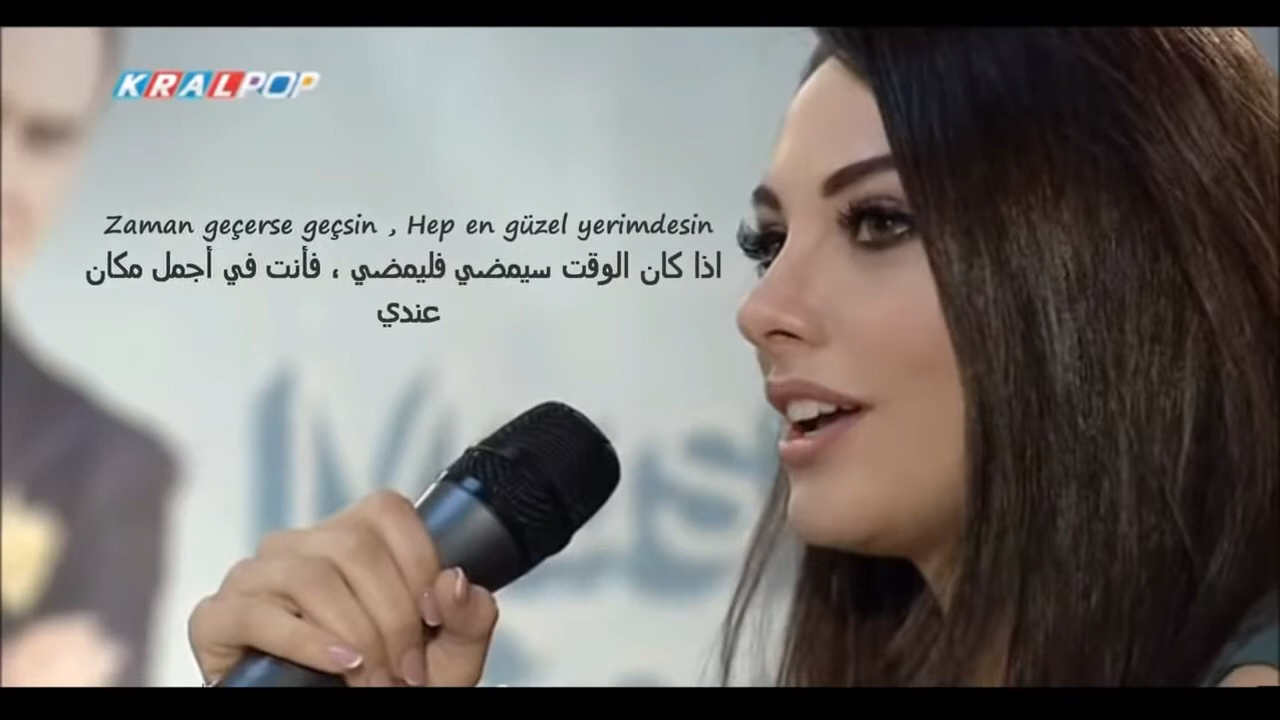 KRALPOP
Zaman geçerse geçsin , Hep en güzel yerimdesin
اذا كان الوقت سيمضي فليمضي ، فأنت في أجمل مكان
عندي